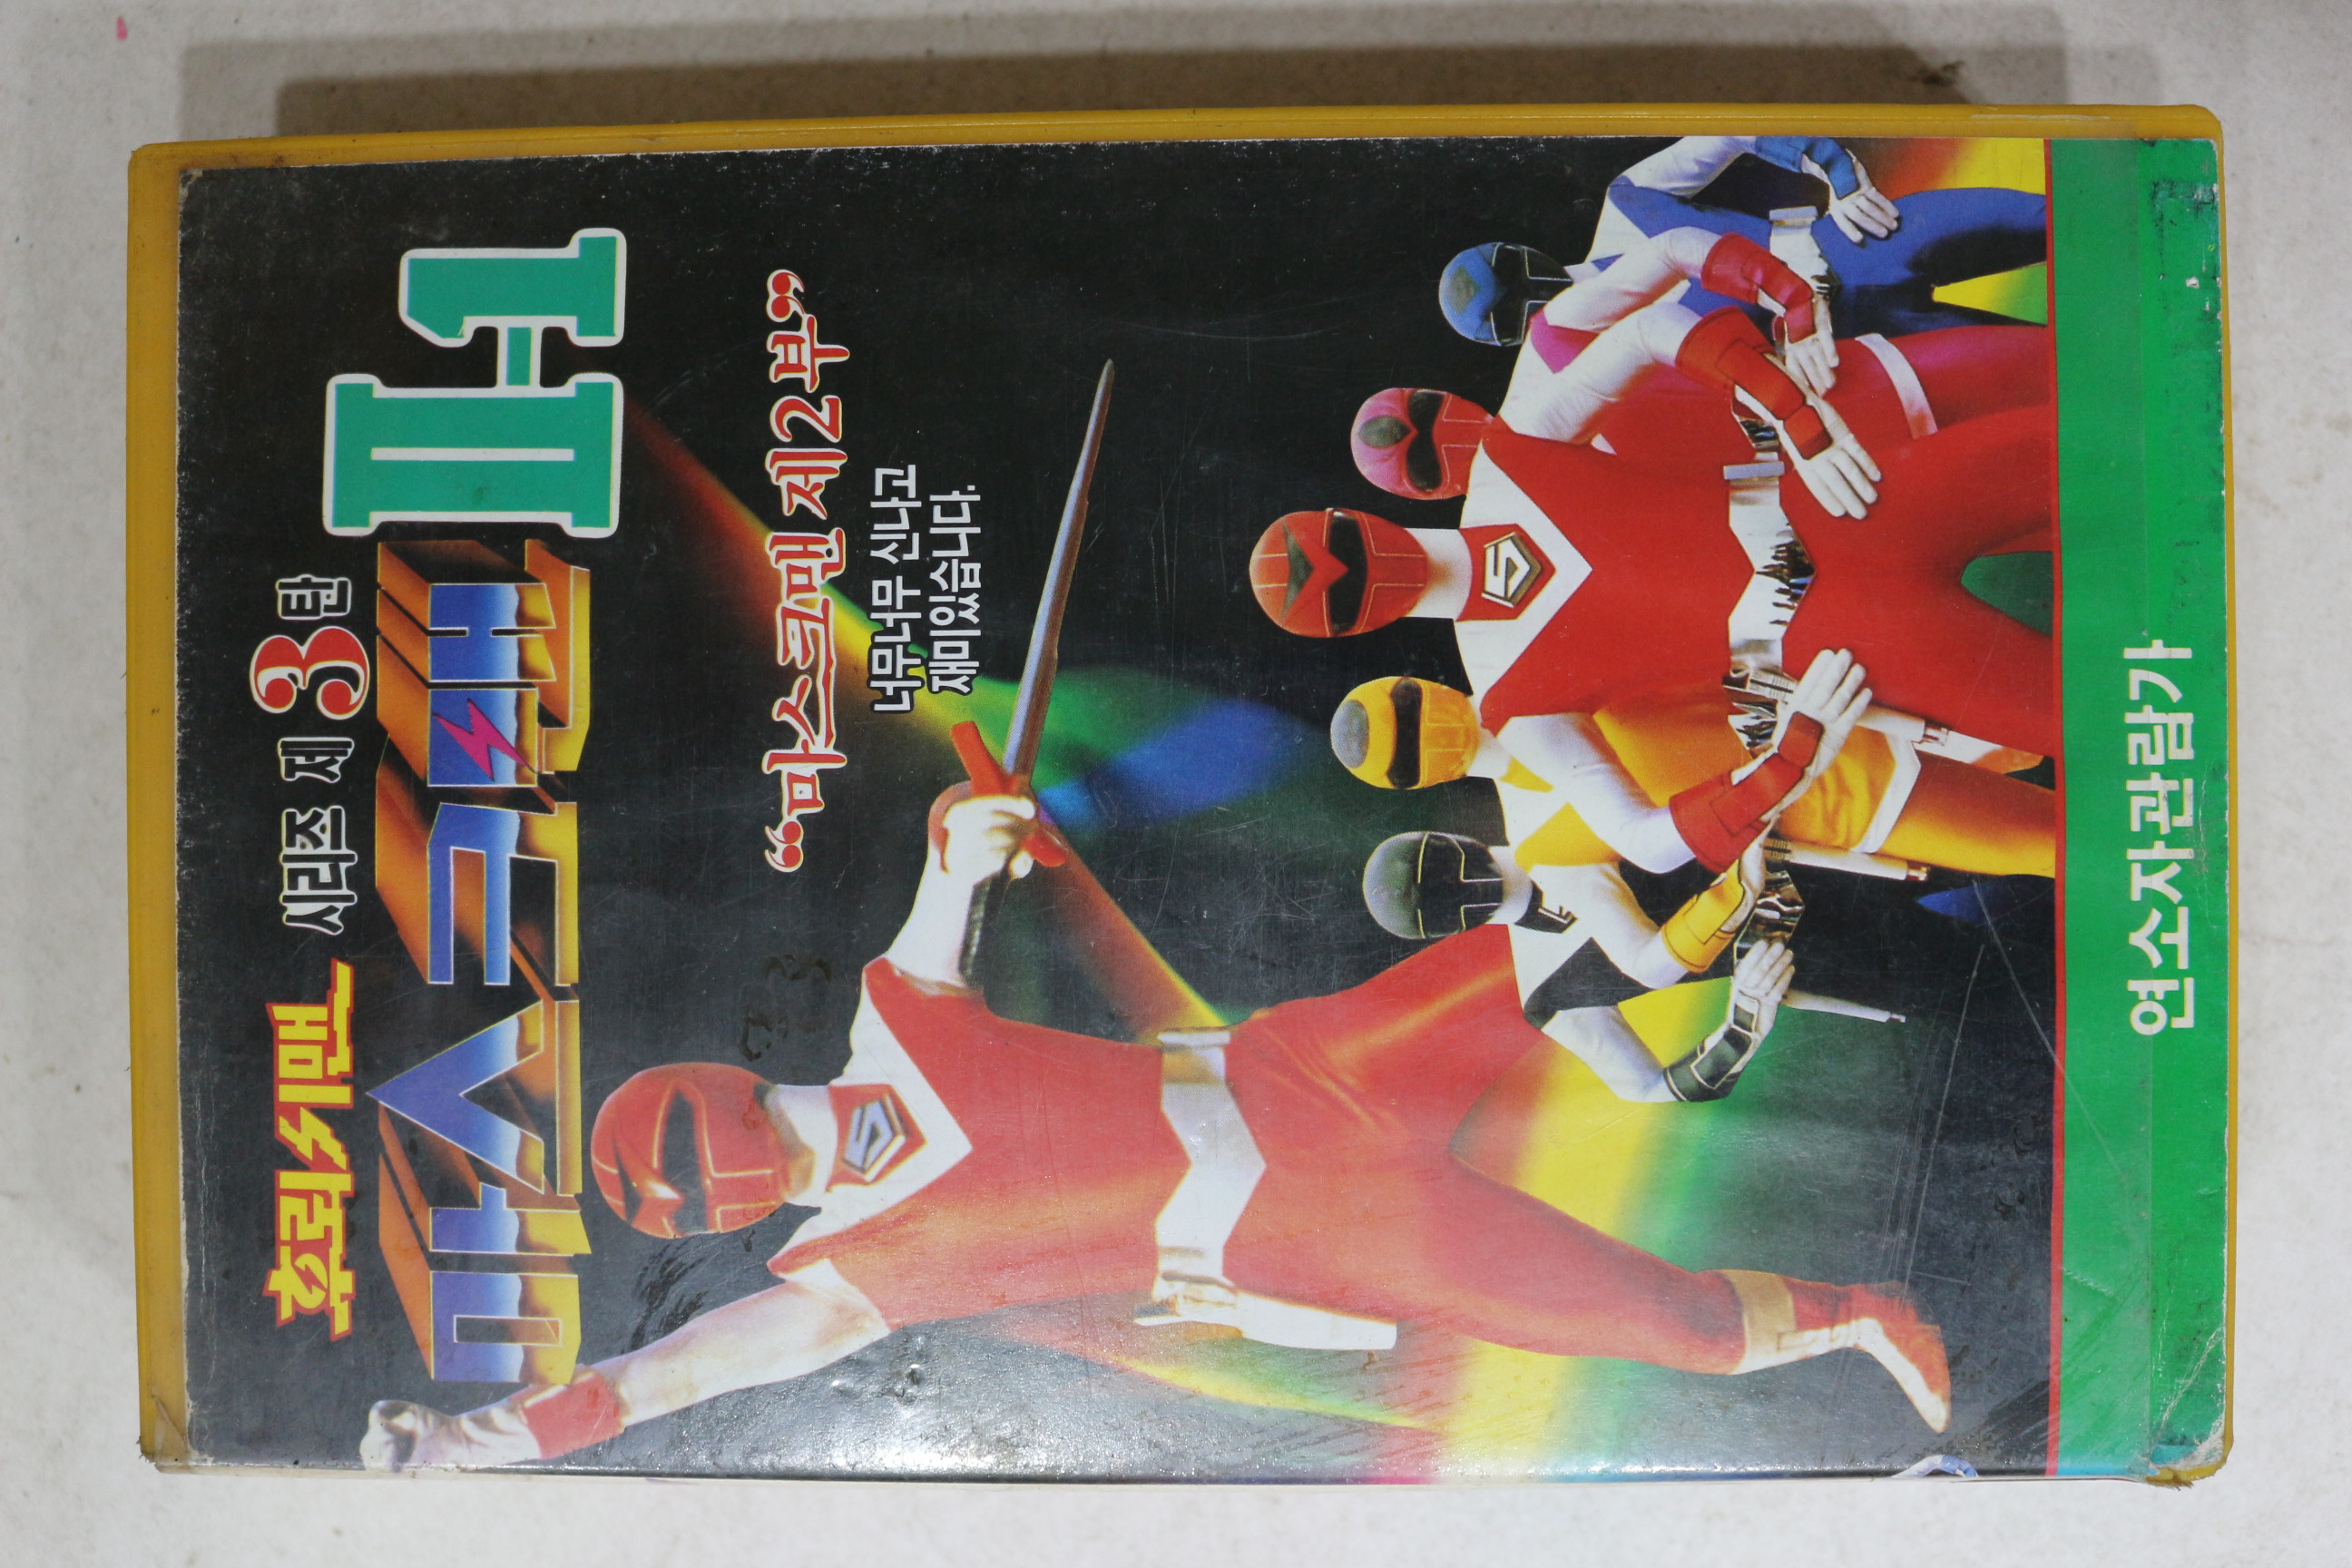 후뢰시맨 시리즈 제3탄
마스크맨 II-1
“마스크맨 제2부”
너무너무 신나고
재미있습니다.
5
5
연소자관람가